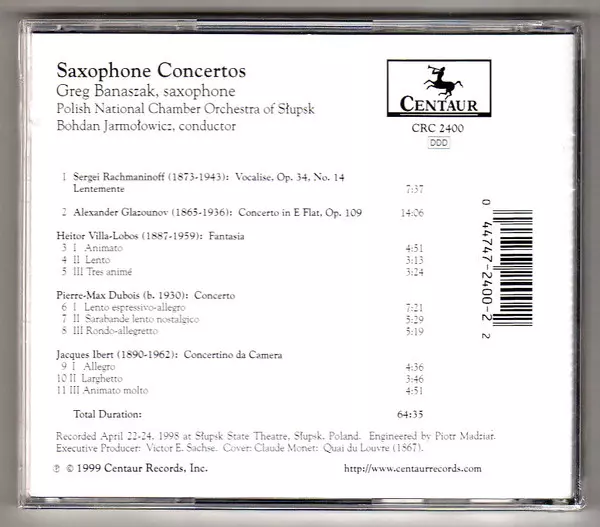 Saxophone Concertos
Greg Banaszak, saxophone
Polish National Chamber Orchestra of Słupsk
Bohdan Jarmołowicz, conductor
CENTAUR
CRC 2400
DDD
1 Sergei Rachmaninoff (1873-1943): Vocalise, Op. 34, No. 14
Lentemente 7:37
2 Alexander Glazounov (1865-1936): Concerto in E Flat, Op. 109 14:06
Heitor Villa-Lobos (1887-1959): Fantasia
3 I Animato 4:51
4 II Lento 3:13
5 III Tres animé 3:24
Pierre-Max Dubois (b. 1930): Concerto
6 I Lento espressivo-allegro 7:21
7 II Sarabande lento nostalgico 5:29
8 III Rondo-allegretto 5:19
Jacques Ibert (1890-1962): Concertino da Camera
9 I Allegro 4:36
10 II Larghetto 3:46
11 III Animato molto 4:51
Total Duration: 64:35
Recorded April 22-24, 1998 at Słupsk State Theatre, Słupsk, Poland. Engineered by Piotr Madziar.
Executive Producer: Victor E. Sachse. Cover: Claude Monet: Quai du Louvre (1867).
℗ © 1999 Centaur Records, Inc. http://www.centaurrecords.com/
0 44747-2400-2 2